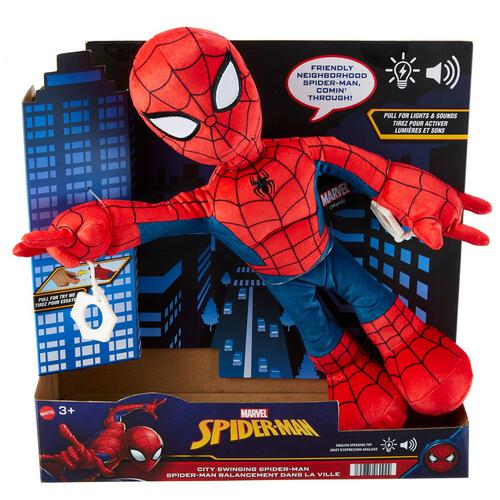 FRIENDLY
NEIGHBORHOOD
SPIDER-MAN,
COMIN'
THROUGH!
PULL FOR LIGHTS & SOUNDS
TIREZ POUR ACTIVER
LUMIÈRES ET SONS
MARVEL
PULL FOR TRY ME
TIREZ POUR ESSAYER
MATTEL
3+
MARVEL
SPIDER-MAN
CITY SWINGING SPIDER-MAN
SPIDER-MAN BALANCEMENT DANS LA VILLE
ENGLISH SPEAKING TOY
JOUET D'EXPRESSION ANGLAISE